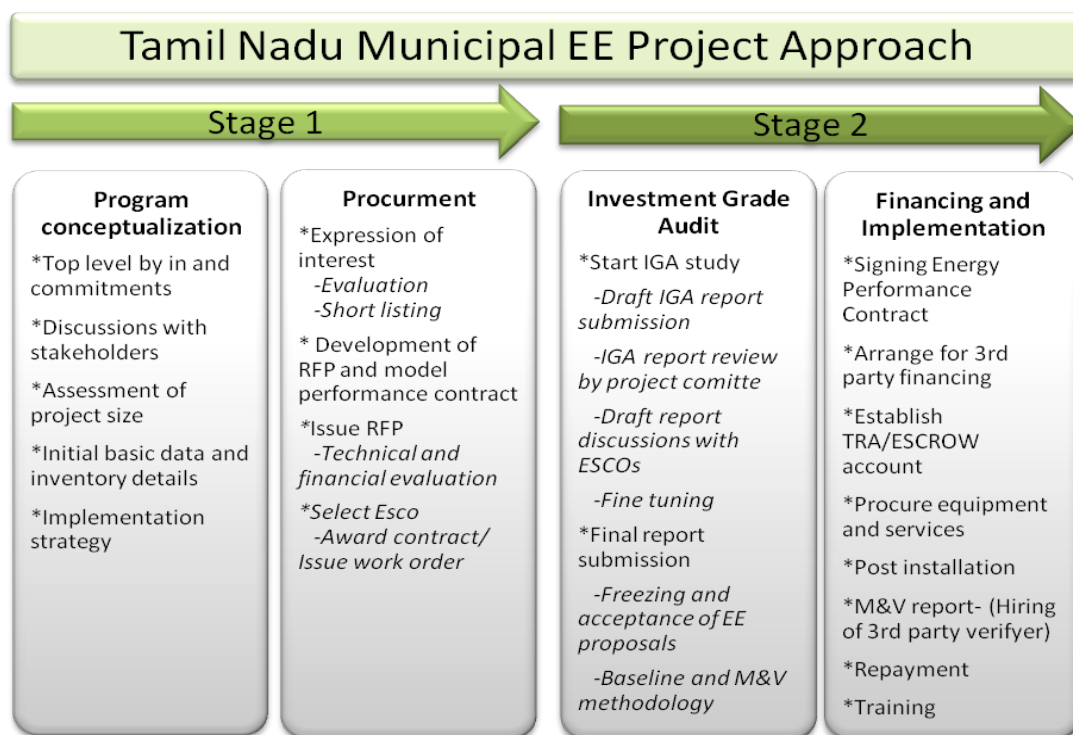 Tamil Nadu Municipal EE Project Approach
Stage 1
Stage 2
Program
conceptualization
*Top level by in and
commitments
*Discussions with
stakeholders
*Assessment of
project size
*Initial basic data and
inventory details
*Implementation
strategy
Procurment
*Expression of
interest
-Evaluation
-Short listing
* Development of
RFP and model
performance contract
*Issue RFP
-Technical and
financial evaluation
*Select Esco
-Award contract/
Issue work order
Investment Grade
Audit
*Start IGA study
-Draft IGA report
submission
-IGA report review
by project comitte
-Draft report
discussions with
ESCOs
-Fine tuning
*Final report
submission
-Freezing and
acceptance of EE
proposals
-Baseline and M&V
methodology
Financing and
Implementation
*Signing Energy
Performance
Contract
*Arrange for 3rd
party financing
*Establish
TRA/ESCROW
account
*Procure equipment
and services
*Post installation
*M&V report- (Hiring
of 3rd party verifyer)
*Repayment
*Training